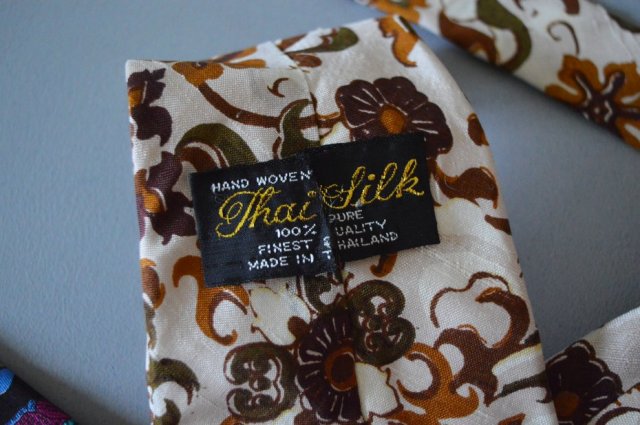 HAND WOVEN
Thai Silk
100% PURE
FINEST QUALITY
MADE IN THAILAND